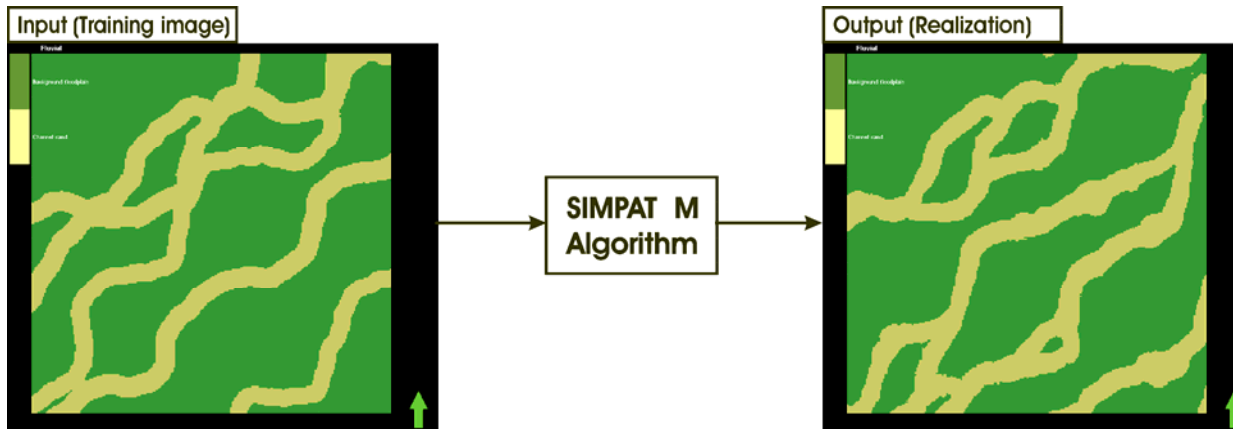 Input (Training image)
Fluvial
Background floodplain
Channel sand
SIMPAT M
Algorithm
Output (Realization)
Fluvial
Background floodplain
Channel sand